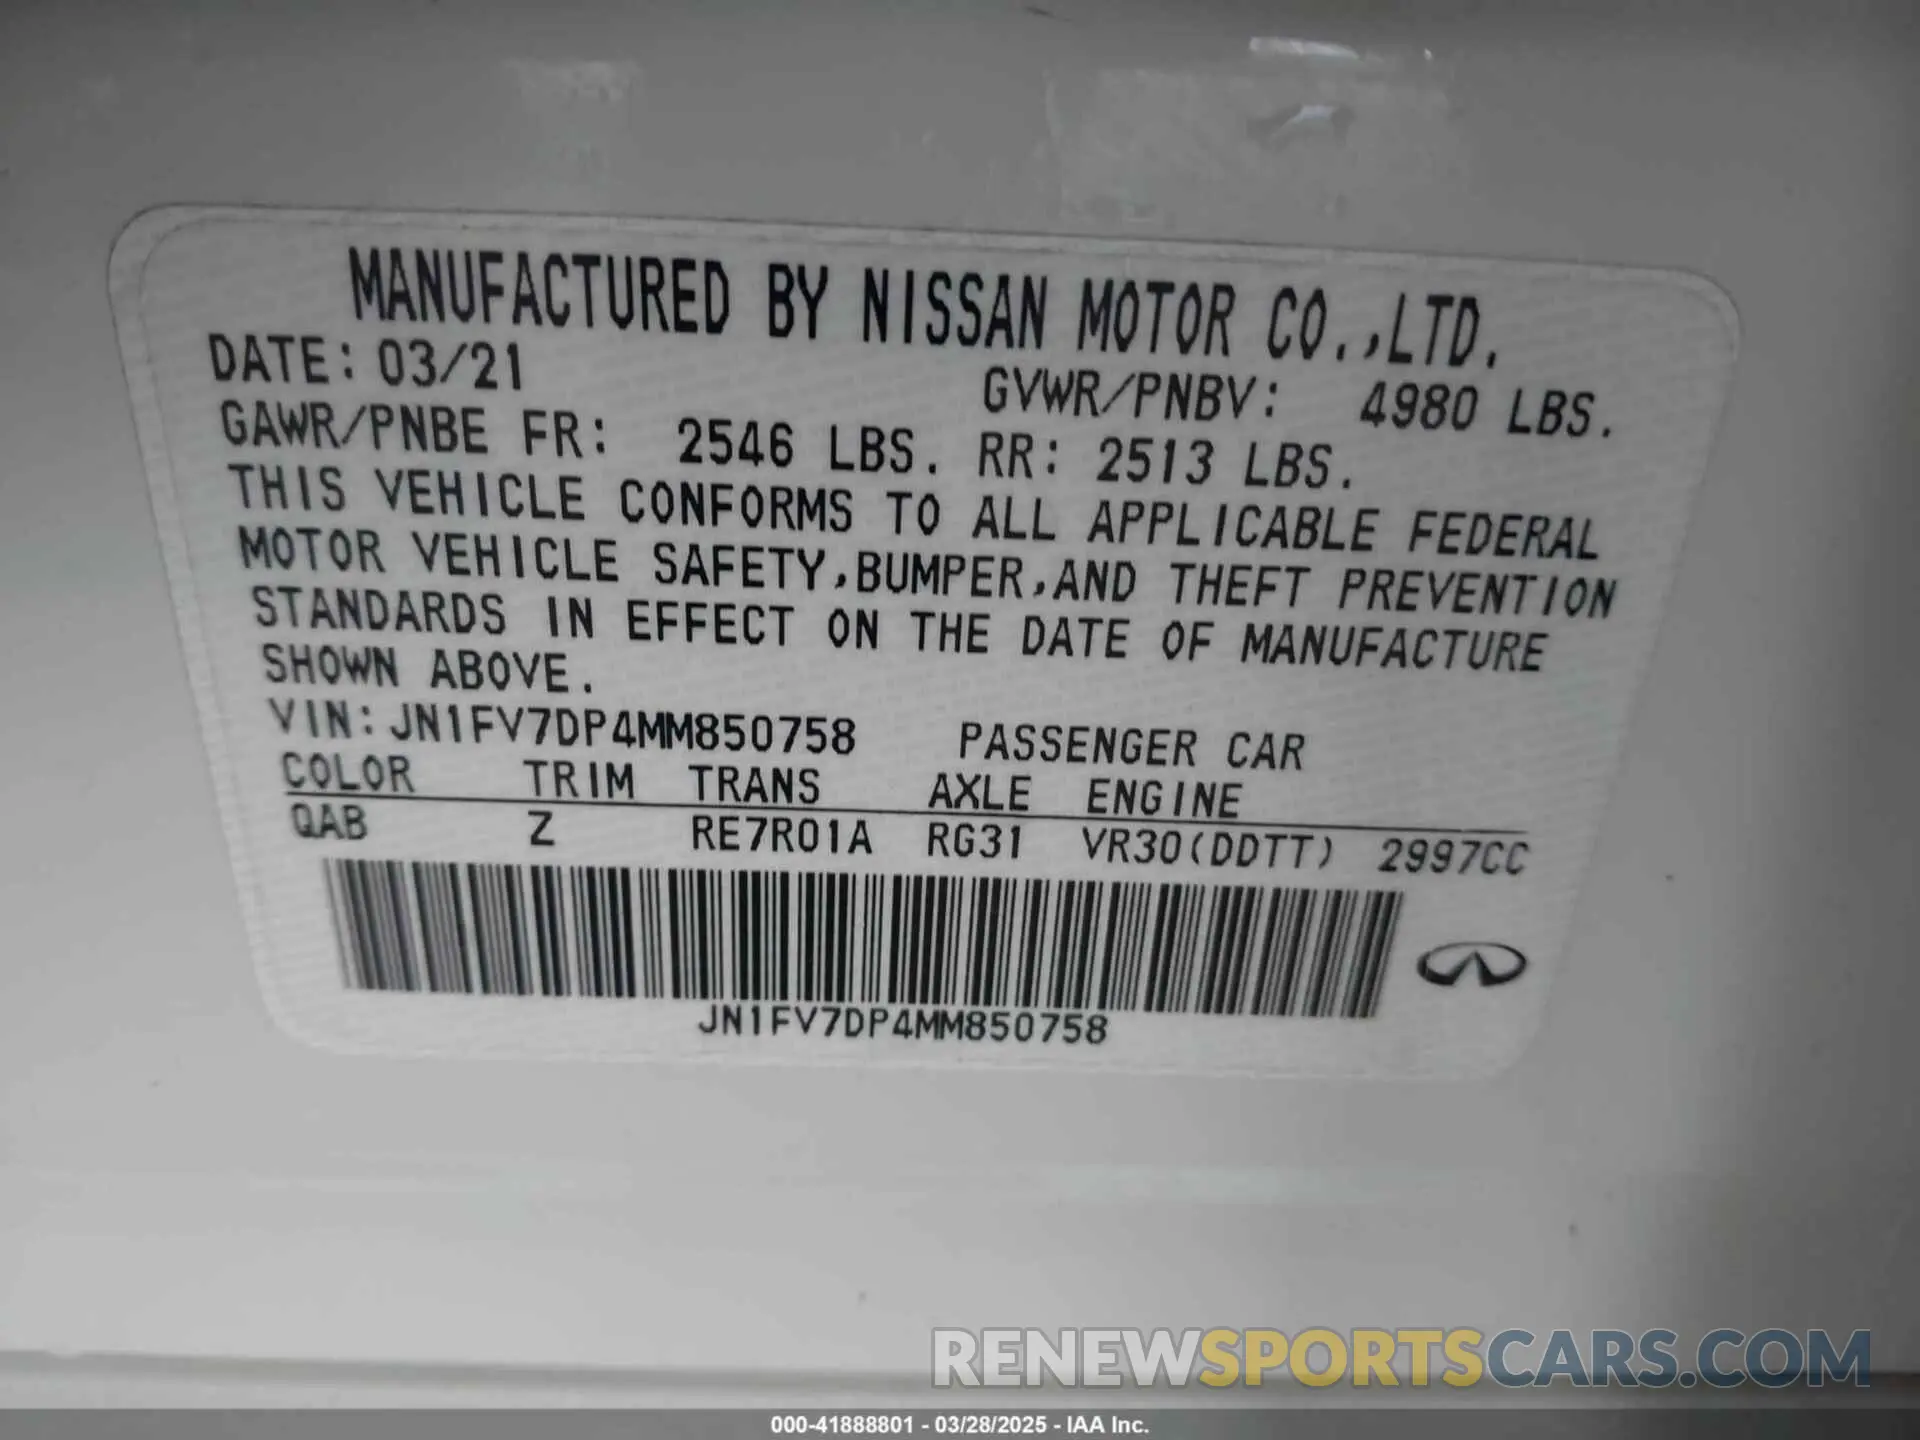 MANUFACTURED BY NISSAN MOTOR CO.,LTD.
DATE: 03/21 GVWR/PNBV: 4980 LBS.
GAWR/PNBE FR: 2546 LBS. RR: 2513 LBS.
THIS VEHICLE CONFORMS TO ALL APPLICABLE FEDERAL
MOTOR VEHICLE SAFETY,BUMPER,AND THEFT PREVENTION
STANDARDS IN EFFECT ON THE DATE OF MANUFACTURE
SHOWN ABOVE.
VIN:JN1FV7DP4MM850758 PASSENGER CAR
COLOR TRIM TRANS AXLE ENGINE
QAB Z RE7R01A RG31 VR30(DDTT) 2997CC
JN1FV7DP4MM850758
RENEWSPORTSCARS.COM
000-41888801 - 03/28/2025 - IAA Inc.